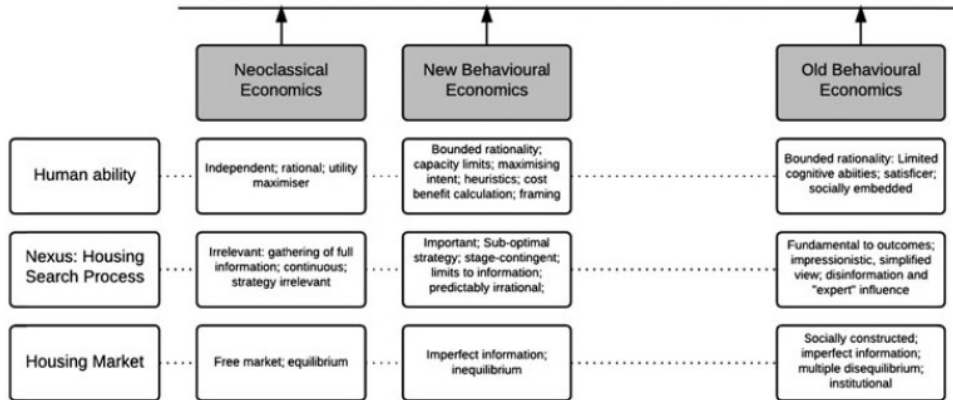 Neoclassical
Economics
New Behavioural
Economics
Old Behavioural
Economics
Human ability
Independent; rational; utility
maximiser
Bounded rationality;
capacity limits; maximising
intent; heuristics; cost
benefit calculation; framing
Bounded rationality: Limited
cognitive abiities; satisficer;
socially embedded
Nexus: Housing
Search Process
Irrelevant: gathering of full
information; continuous;
strategy irrelevant
Important; Sub-optimal
strategy; stage-contingent;
limits to information;
predictably irrational;
Fundamental to outcomes;
impressionistic, simplified
view; disinformation and
"expert" influence
Housing Market
Free market; equilibrium
Imperfect information;
inequilibrium
Socially constructed;
imperfect information;
multiple disequilibrium;
institutional